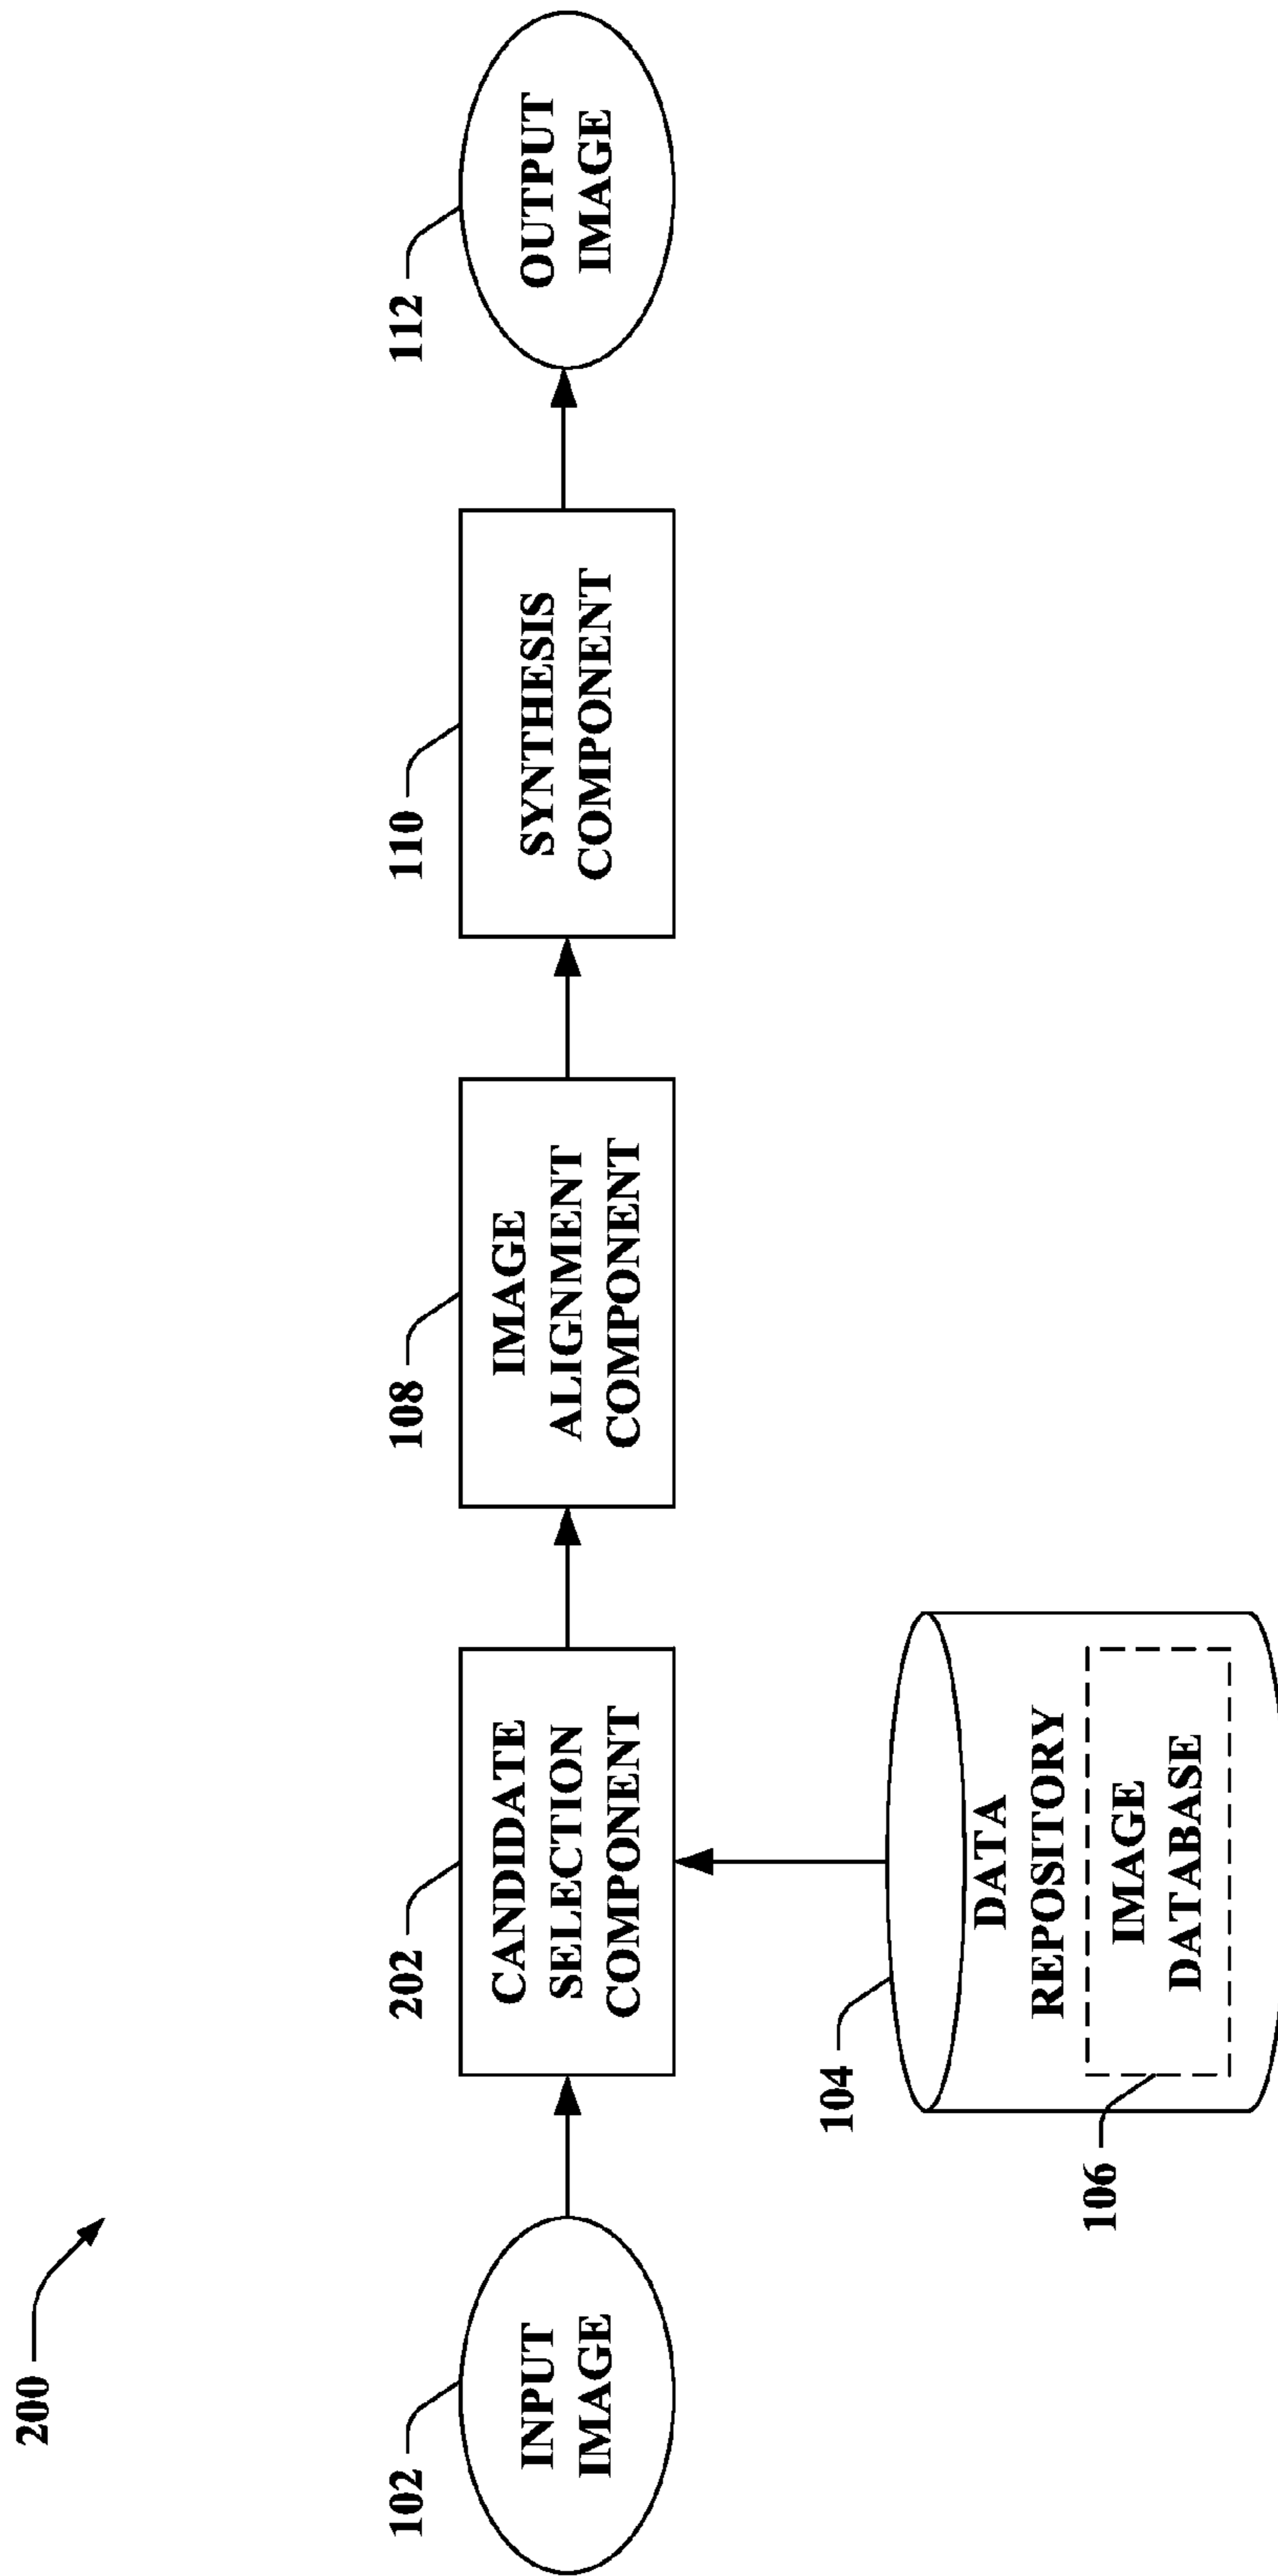 200
102
INPUT
IMAGE
202
CANDIDATE
SELECTION
COMPONENT
108
IMAGE
ALIGNMENT
COMPONENT
110
SYNTHESIS
COMPONENT
112
OUTPUT
IMAGE
104
DATA
REPOSITORY
106
IMAGE
DATABASE